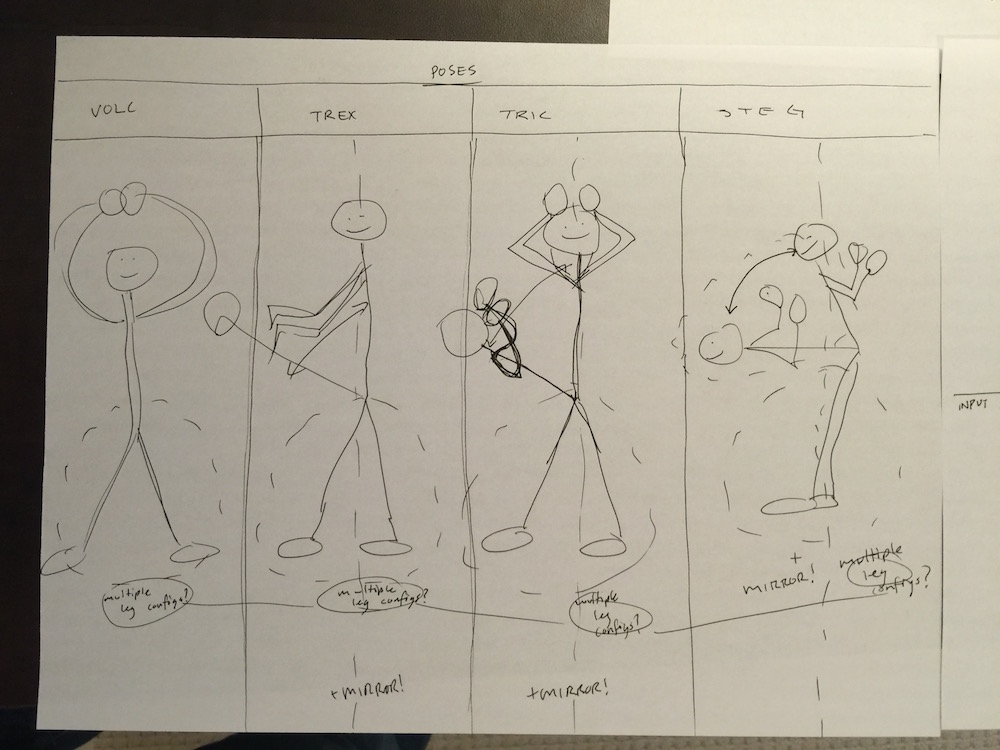 POSES
VOLC
TREX
TRIC
STEG
multiple
leg configs?
multiple
leg configs?
multiple
leg
configs?
+
MIRROR!
multiple
leg
configs?
+MIRROR!
+MIRROR!
INPUT